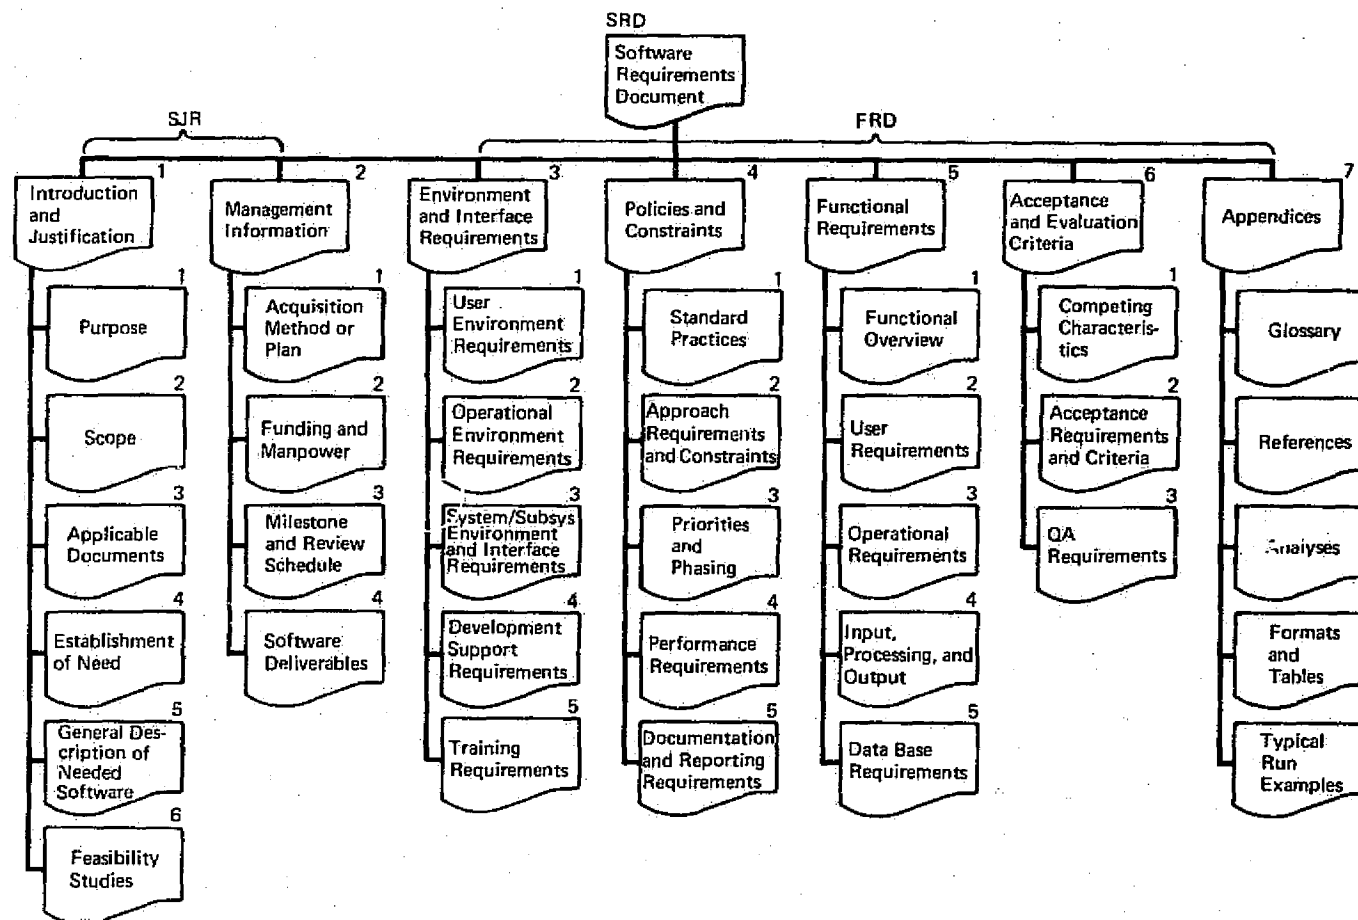 SRD
Software
Requirements
Document
SJR
FRD
1
Introduction
and
Justification
1
Purpose
2
Scope
3
Applicable
Documents
4
Establishment
of Need
5
General Des-
cription of
Needed
Software
6
Feasibility
Studies
2
Management
Information
1
Acquisition
Method or
Plan
2
Funding and
Manpower
3
Milestone
and Review
Schedule
4
Software
Deliverables
3
Environment
and Interface
Requirements
1
User
Environment
Requirements
2
Operational
Environment
Requirements
3
System/Subsys
Environment
and Interface
Requirements
4
Development
Support
Requirements
5
Training
Requirements
4
Policies and
Constraints
1
Standard
Practices
2
Approach
Requirements
and Constraints
3
Priorities
and
Phasing
4
Performance
Requirements
5
Documentation
and Reporting
Requirements
5
Functional
Requirements
1
Functional
Overview
2
User
Requirements
3
Operational
Requirements
4
Input,
Processing, and
Output
5
Data Base
Requirements
6
Acceptance
and Evaluation
Criteria
1
Competing
Characteris-
tics
2
Acceptance
Requirements
and Criteria
3
QA
Requirements
7
Appendices
Glossary
References
Analyses
Formats
and
Tables
Typical
Run
Examples